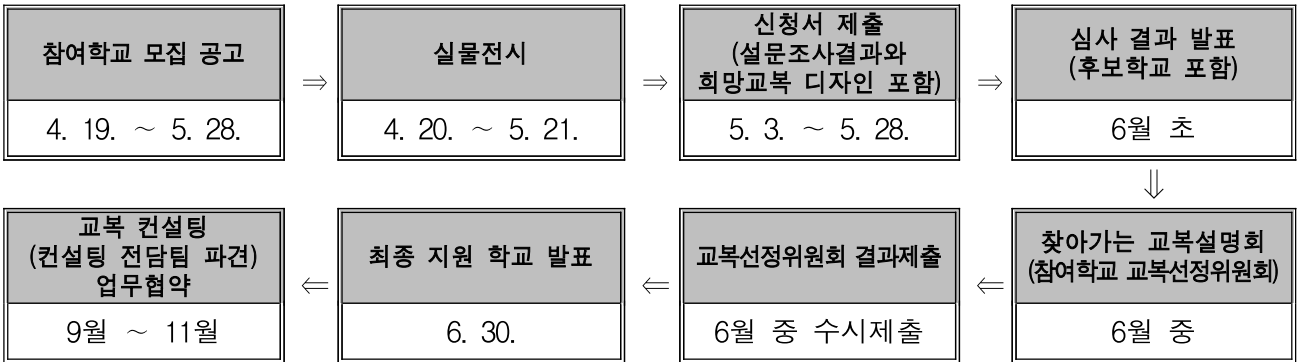 참여학교 모집 공고
4. 19. ~ 5. 28.
⇒
실물전시
4. 20. ~ 5. 21.
⇒
신청서 제출
(설문조사결과와
희망교복 디자인 포함)
5. 3. ~ 5. 28.
⇒
심사 결과 발표
(후보학교 포함)
6월 초
⇓
찾아가는 교복설명회
(참여학교 교복선정위원회)
6월 중
⇐
교복선정위원회 결과제출
6월 중 수시제출
⇐
최종 지원 학교 발표
6. 30.
⇐
교복 컨설팅
(컨설팅 전담팀 파견)
업무협약
9월 ~ 11월